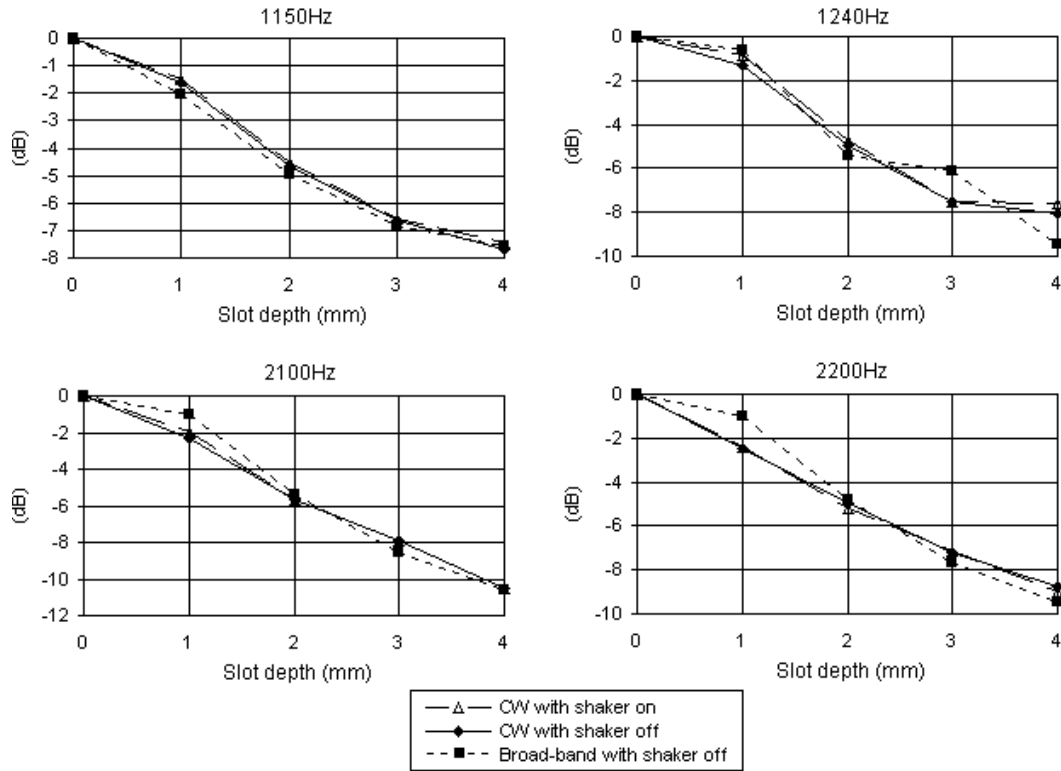 1150Hz
0
-1
-2
-3
-4
-5
-6
-7
-8
(dB)
0 1 2 3 4
Slot depth (mm)
1240Hz
0
-2
-4
-6
-8
-10
(dB)
0 1 2 3 4
Slot depth (mm)
2100Hz
0
-2
-4
-6
-8
-10
-12
(dB)
0 1 2 3 4
Slot depth (mm)
2200Hz
0
-2
-4
-6
-8
-10
(dB)
0 1 2 3 4
Slot depth (mm)
CW with shaker on
CW with shaker off
Broad-band with shaker off